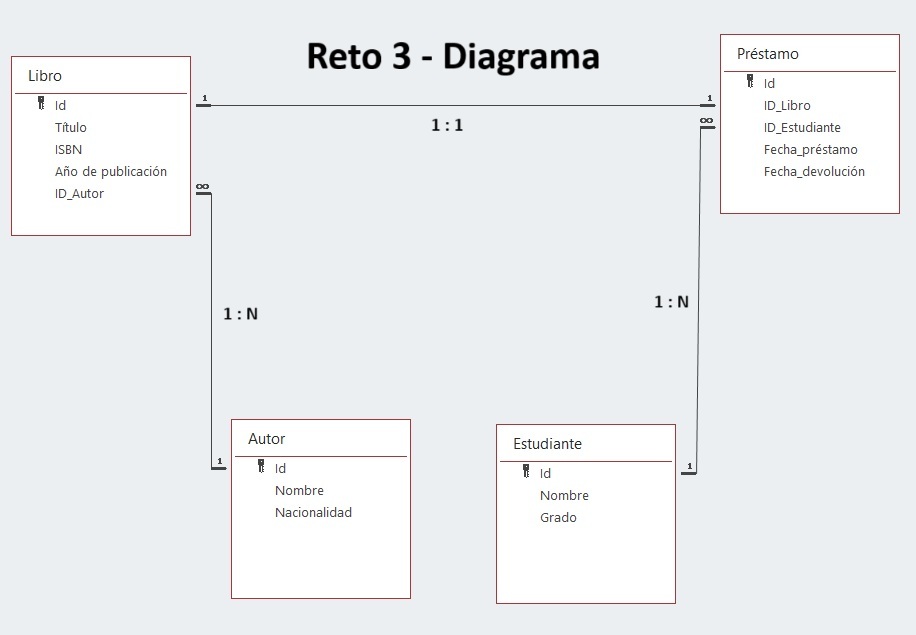 Reto 3 - Diagrama
Libro
Id
Título
ISBN
Año de publicación
ID_Autor
1
∞
1 : 1
1
∞
Préstamo
Id
ID_Libro
ID_Estudiante
Fecha_préstamo
Fecha_devolución
1 : N
1 : N
1
Autor
Id
Nombre
Nacionalidad
Estudiante
Id
Nombre
Grado
1